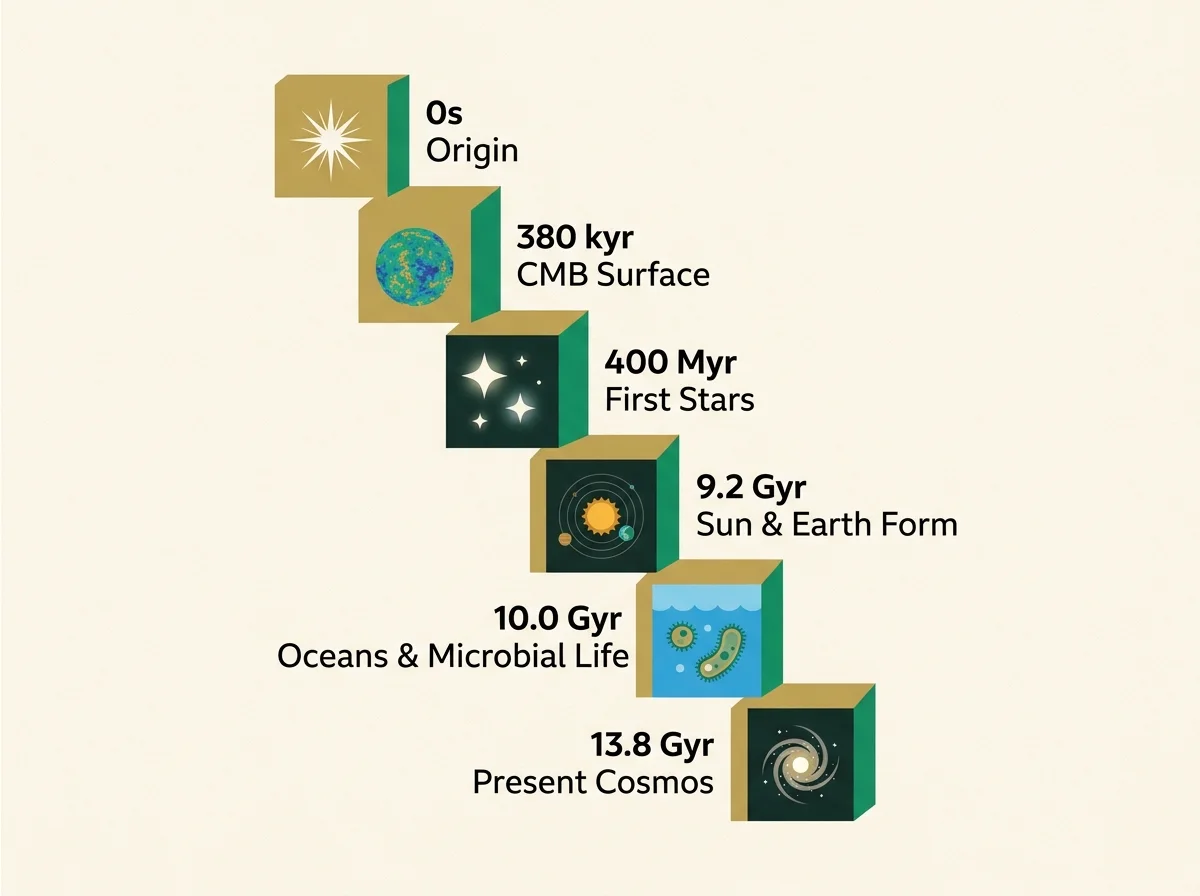 0s
Origin
380 kyr
CMB Surface
400 Myr
First Stars
9.2 Gyr
Sun & Earth Form
10.0 Gyr
Oceans & Microbial Life
13.8 Gyr
Present Cosmos